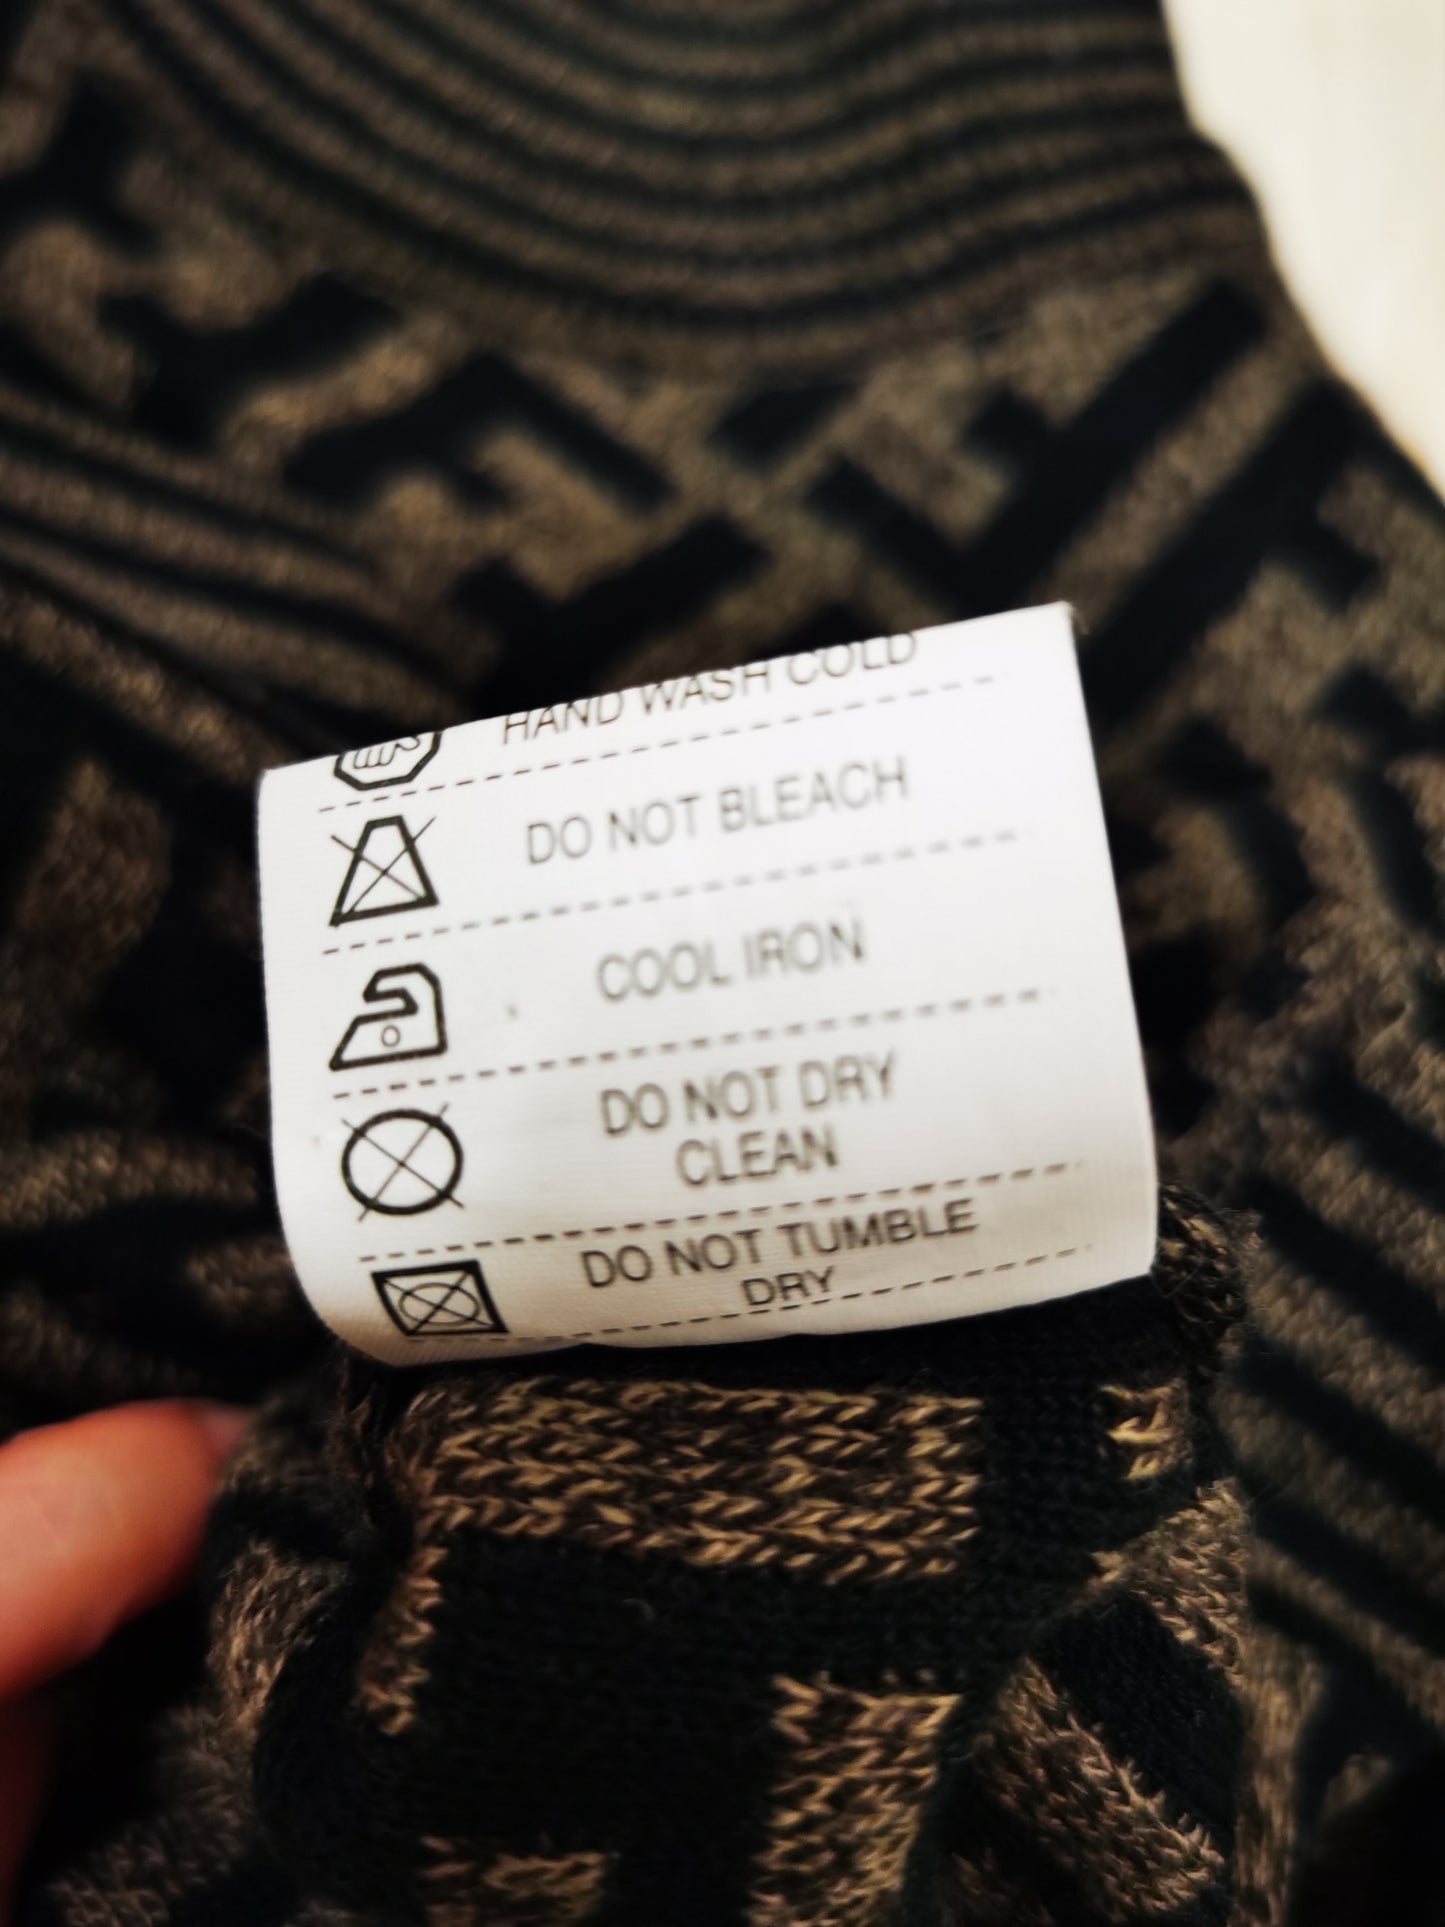 HAND WASH COLD
DO NOT BLEACH
COOL IRON
DO NOT DRY
CLEAN
DO NOT TUMBLE
DRY